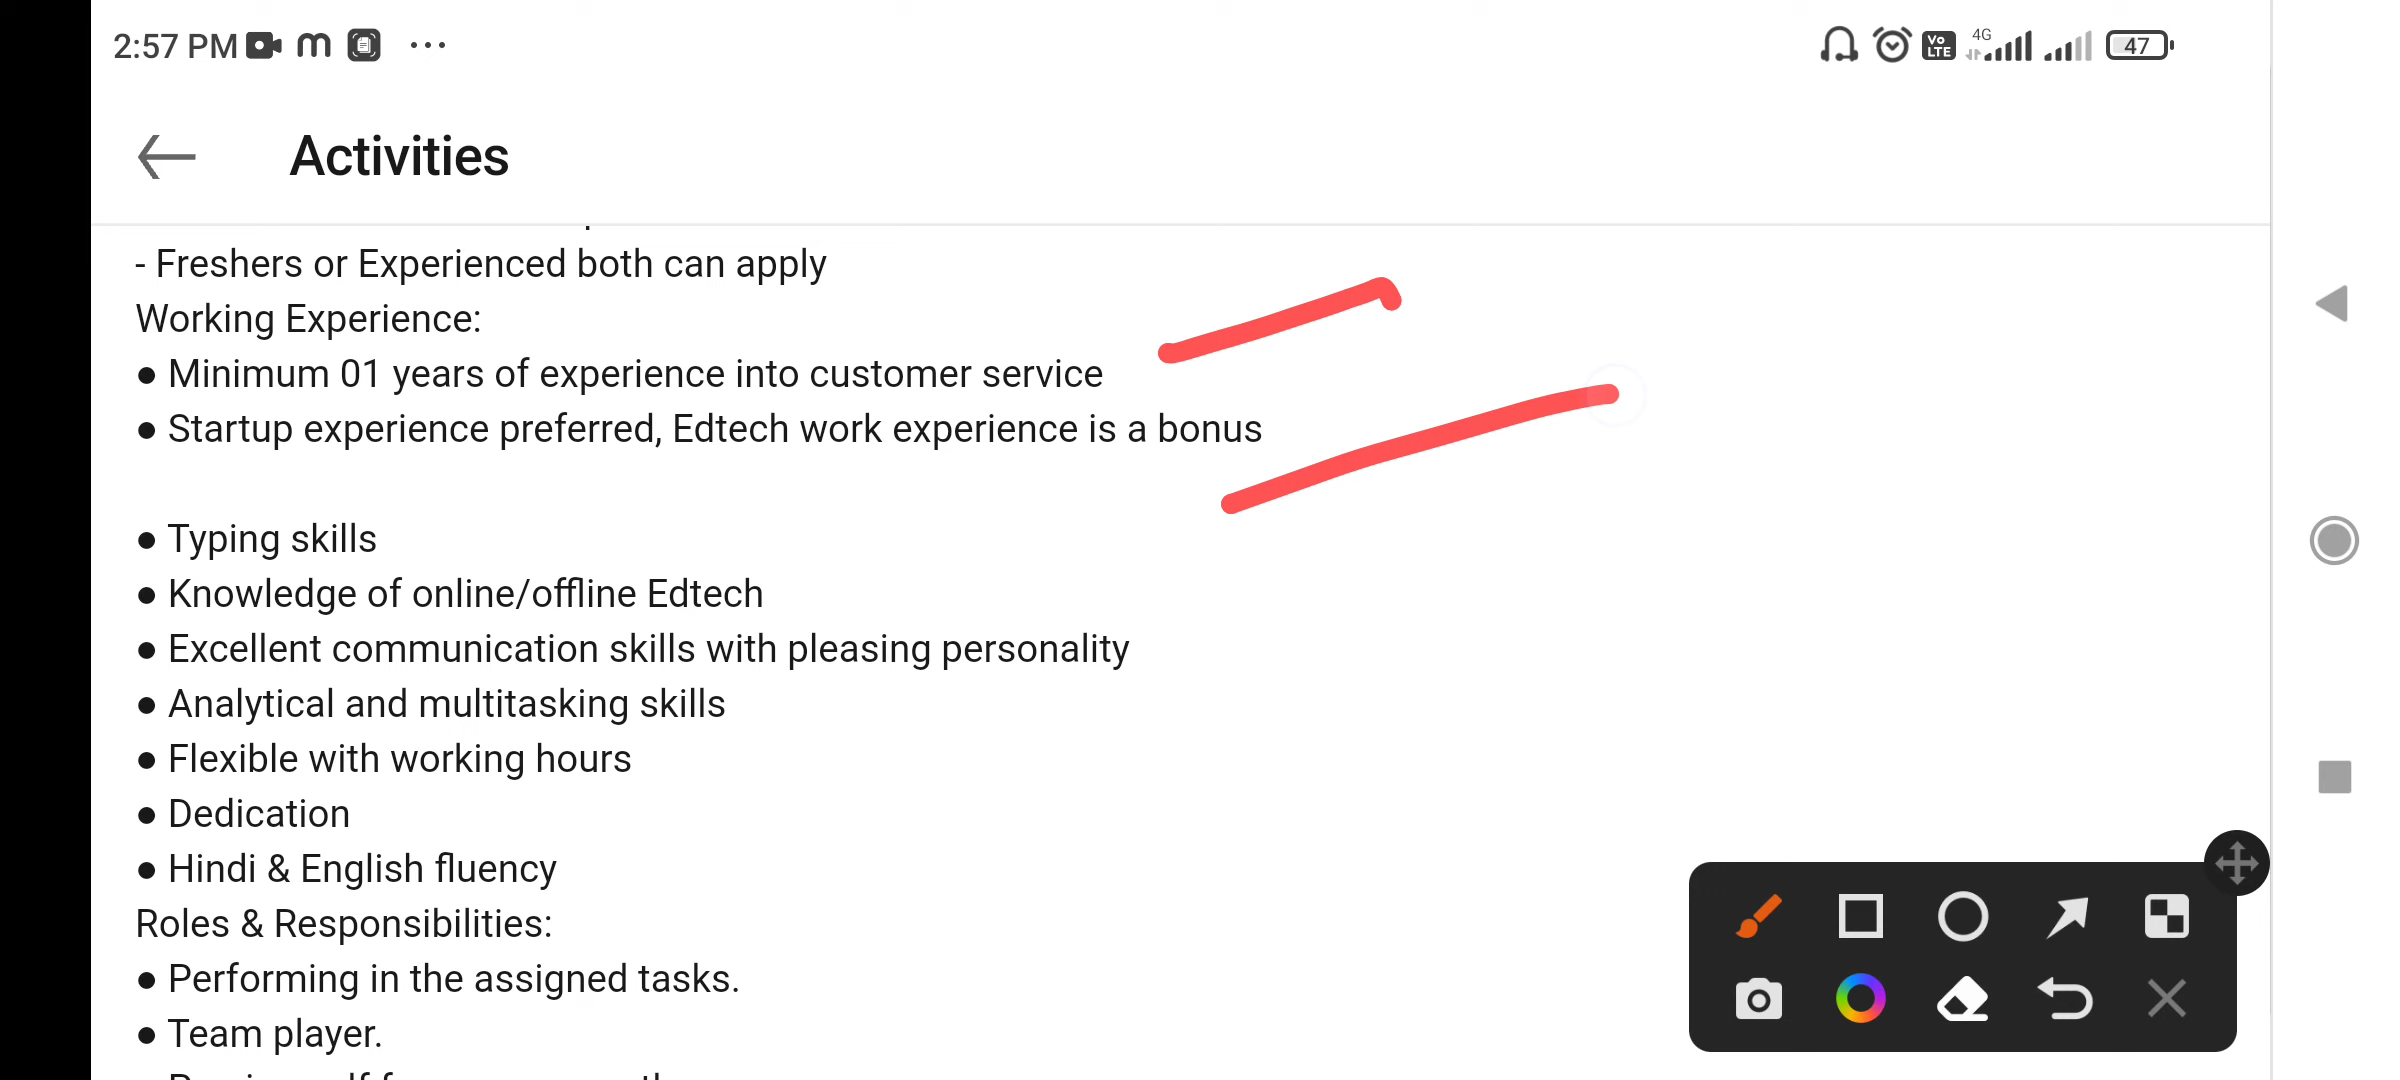 2:57 PM
4G
Vo
LTE
47
Activities
- Freshers or Experienced both can apply
Working Experience:
● Minimum 01 years of experience into customer service
● Startup experience preferred, Edtech work experience is a bonus
● Typing skills
● Knowledge of online/offline Edtech
● Excellent communication skills with pleasing personality
● Analytical and multitasking skills
● Flexible with working hours
● Dedication
● Hindi & English fluency
Roles & Responsibilities:
● Performing in the assigned tasks.
● Team player.